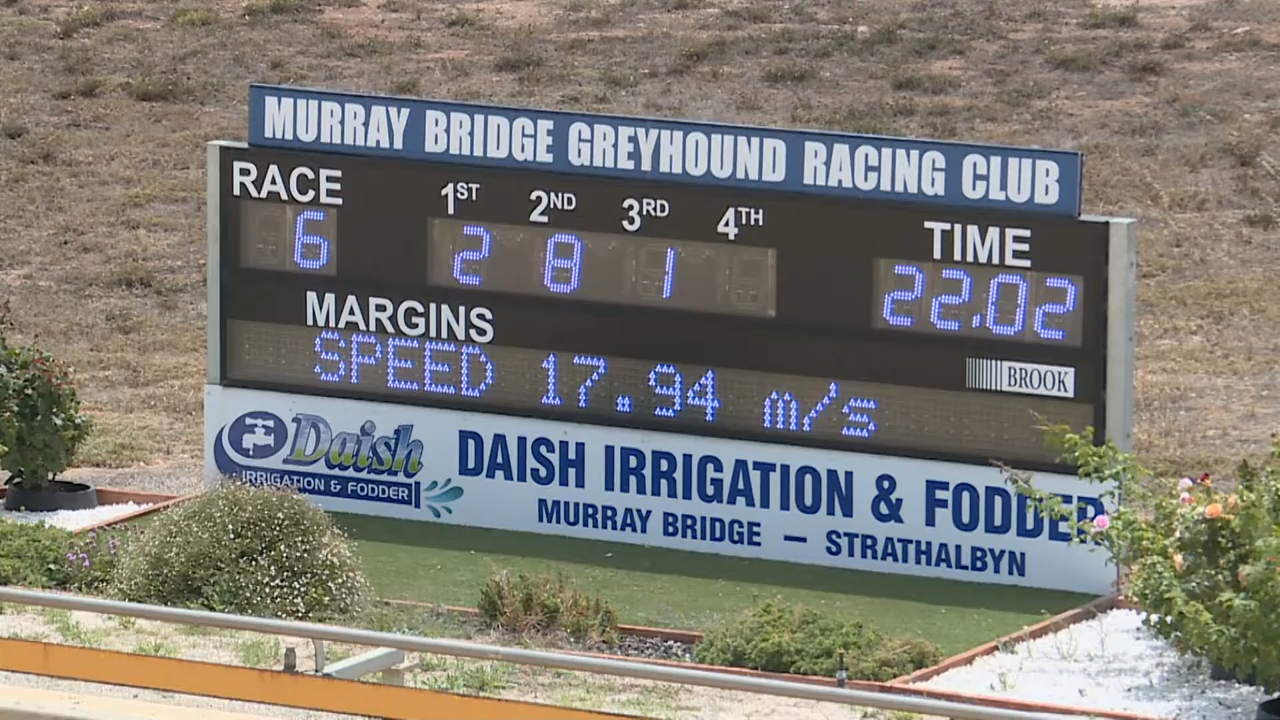 MURRAY BRIDGE GREYHOUND RACING CLUB
RACE 1ST 2ND 3RD 4TH TIME
6 2 8 1 22.02
MARGINS
SPEED 17.94 m/s
BROOK
Daish
IRRIGATION & FODDER
DAISH IRRIGATION & FODDER
MURRAY BRIDGE — STRATHALBYN